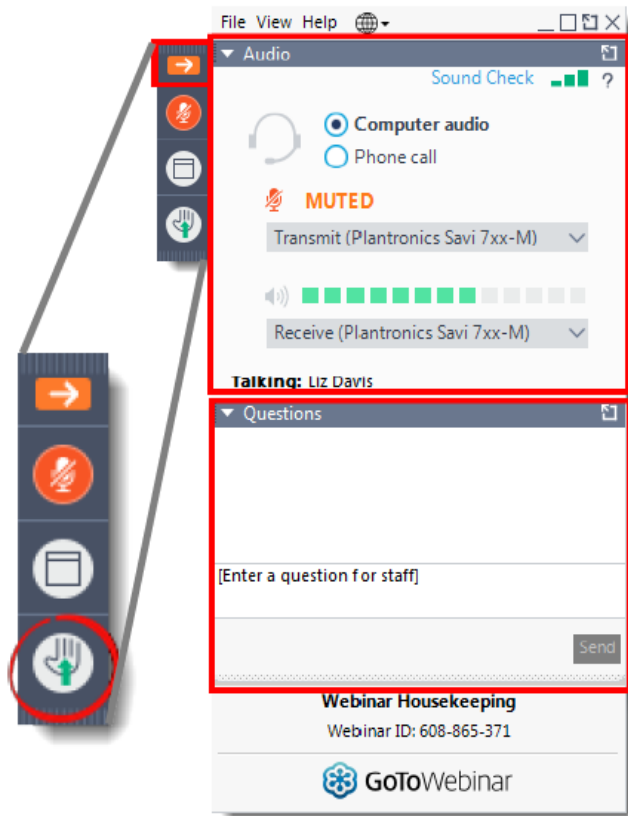 File View Help
Audio
Sound Check ?
Computer audio
Phone call
MUTED
Transmit (Plantronics Savi 7xx-M)
Receive (Plantronics Savi 7xx-M)
Talking: Liz Davis
Questions
[Enter a question for staff]
Send
Webinar Housekeeping
Webinar ID: 608-865-371
GoToWebinar